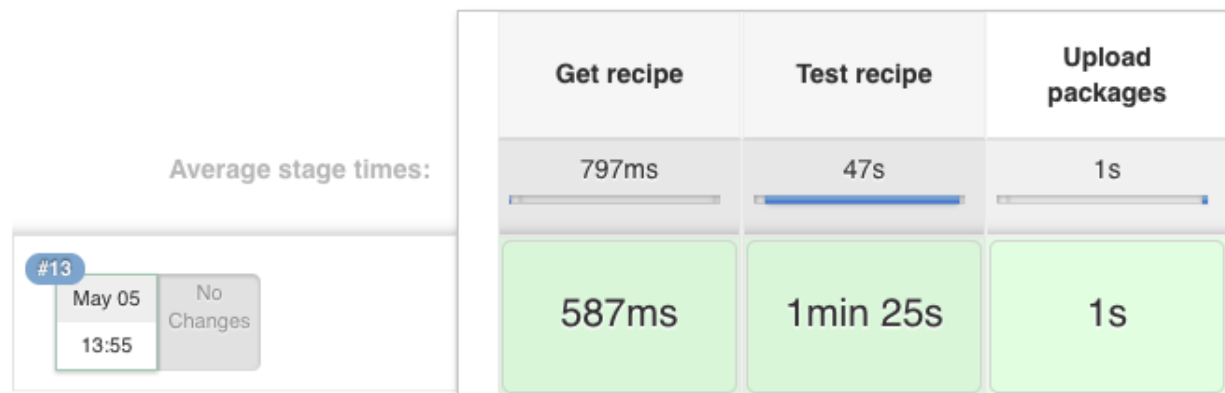 Get recipe
Test recipe
Upload
packages
Average stage times:
797ms
47s
1s
#13
May 05
13:55
No
Changes
587ms
1min 25s
1s